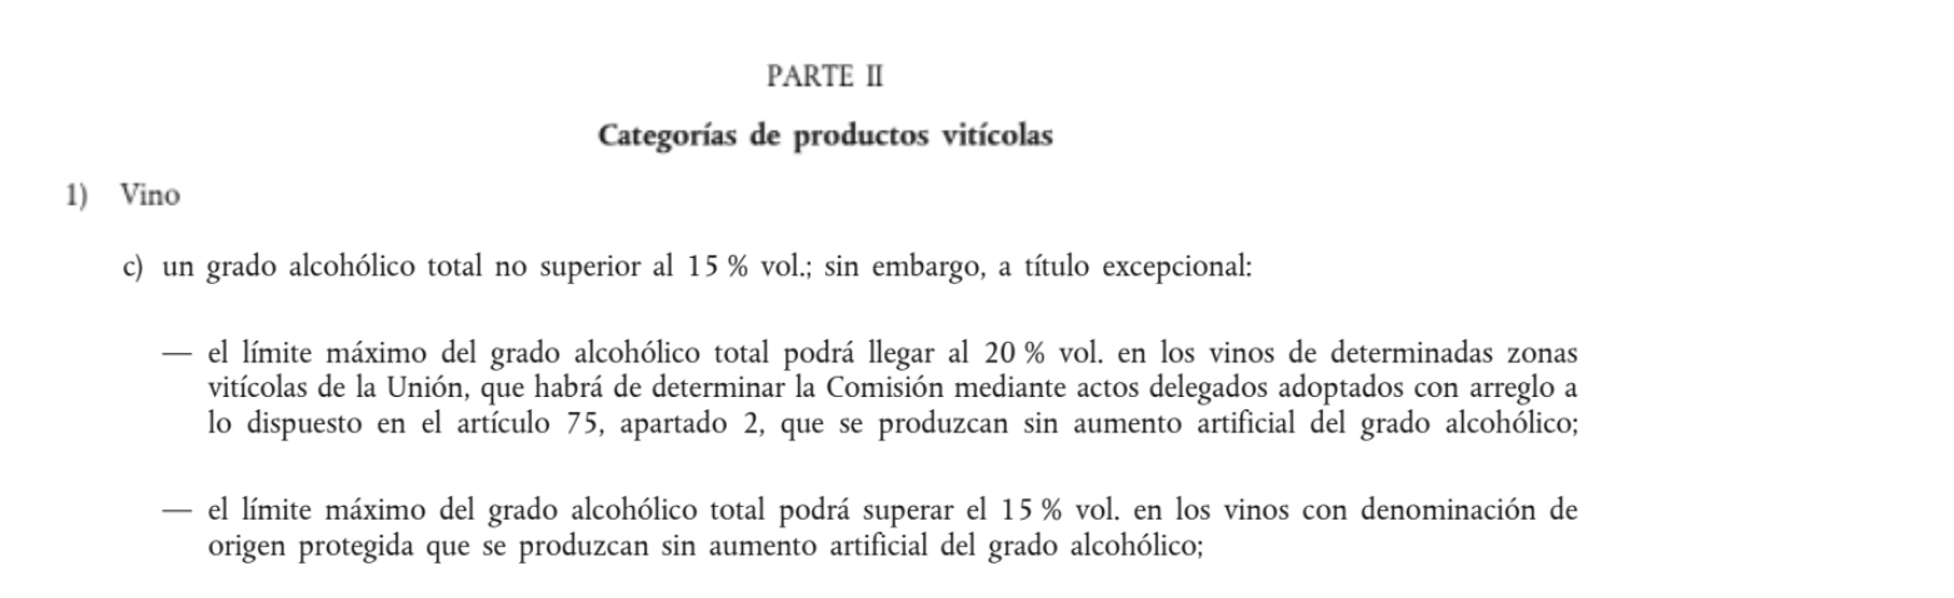 PARTE II
Categorías de productos vitícolas
1) Vino
c) un grado alcohólico total no superior al 15 % vol.; sin embargo, a título excepcional:
— el límite máximo del grado alcohólico total podrá llegar al 20 % vol. en los vinos de determinadas zonas
vitícolas de la Unión, que habrá de determinar la Comisión mediante actos delegados adoptados con arreglo a
lo dispuesto en el artículo 75, apartado 2, que se produzcan sin aumento artificial del grado alcohólico;
— el límite máximo del grado alcohólico total podrá superar el 15 % vol. en los vinos con denominación de
origen protegida que se produzcan sin aumento artificial del grado alcohólico;